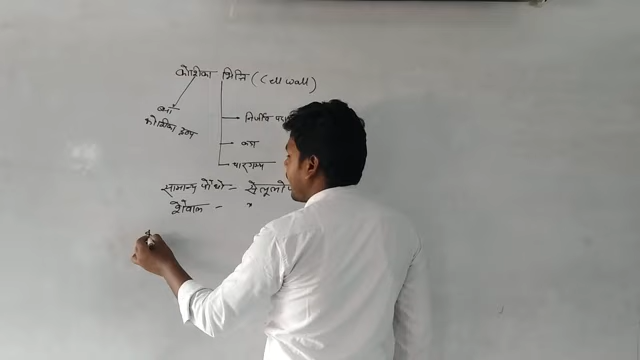 कोशिका भित्ति (Cell wall)
निर्जीव
कोशिका द्रव्य
पारगम्य
सामान्य पौधों - सेलूलो
शैवाल - "